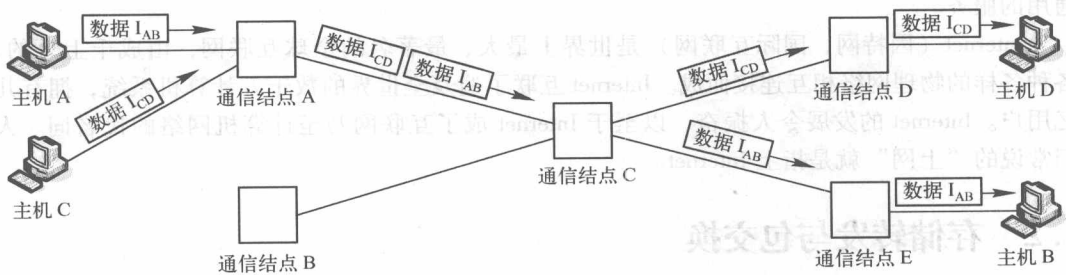 数据 I_AB
数据 I_CD
主机 A
通信结点 A
数据 I_CD
数据 I_AB
数据 I_CD
通信结点 D
主机 D
数据 I_CD
主机 C
通信结点 C
数据 I_AB
数据 I_AB
通信结点 B
通信结点 E
主机 B